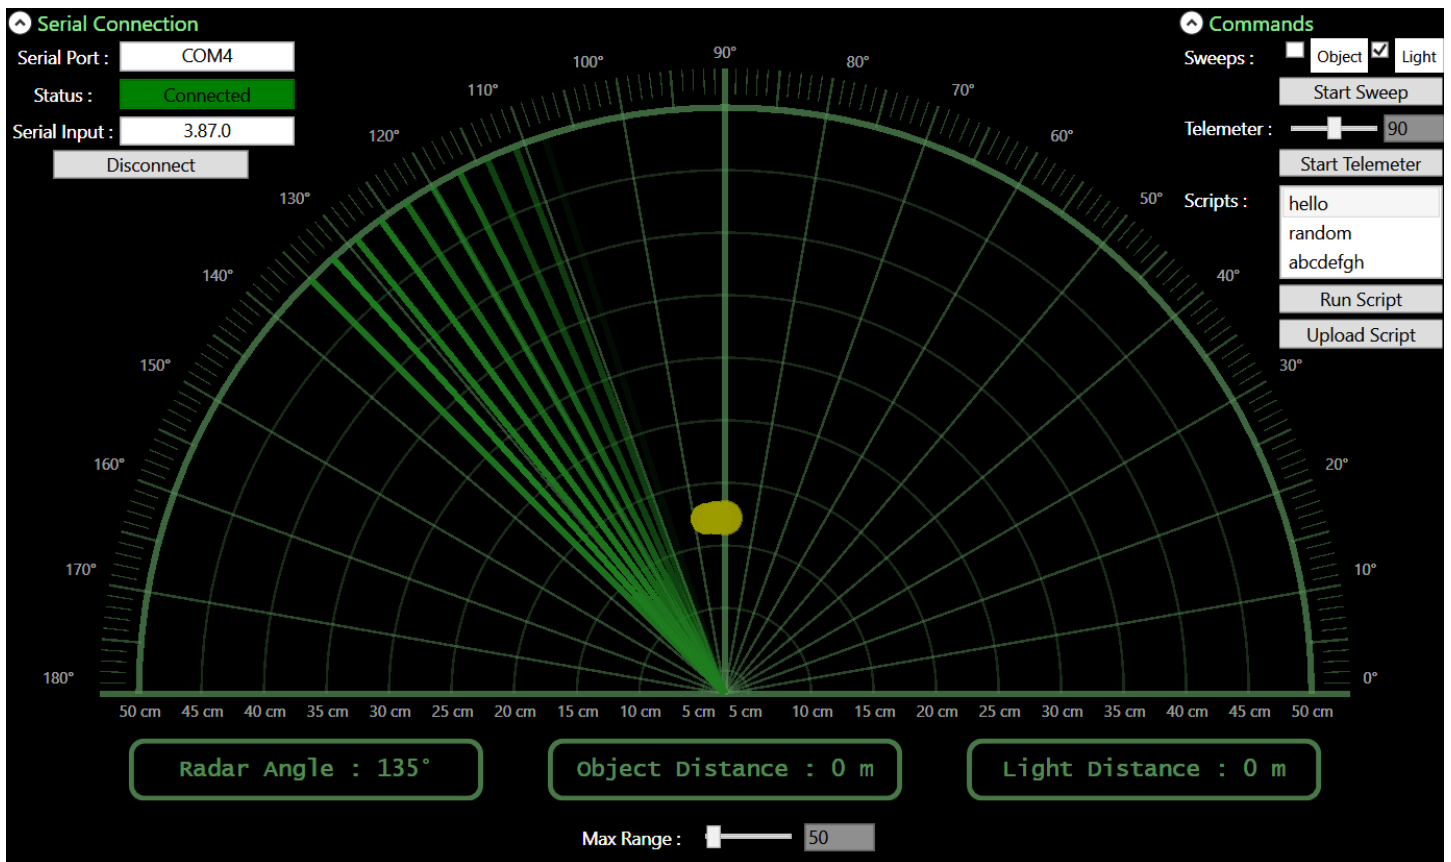 Serial Connection
Serial Port :
COM4
Status :
Connected
Serial Input :
3.87.0
Disconnect
Commands
Sweeps :
Object
Light
Start Sweep
Telemeter :
90
Start Telemeter
Scripts :
hello
random
abcdefgh
Run Script
Upload Script
90°
100°
80°
110°
70°
120°
60°
130°
50°
140°
40°
150°
30°
160°
20°
170°
10°
180°
0°
50 cm 45 cm 40 cm 35 cm 30 cm 25 cm 20 cm 15 cm 10 cm 5 cm 5 cm 10 cm 15 cm 20 cm 25 cm 30 cm 35 cm 40 cm 45 cm 50 cm
Radar Angle : 135°
Object Distance : 0 m
Light Distance : 0 m
Max Range :
50